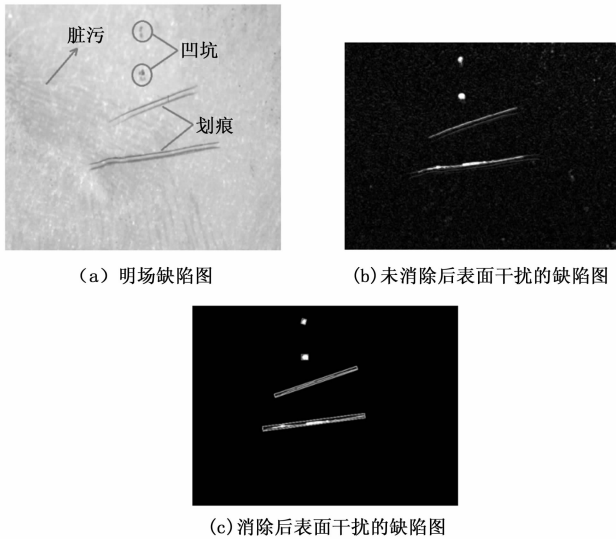 脏污
凹坑
划痕
（a）明场缺陷图
(b)未消除后表面干扰的缺陷图
(c)消除后表面干扰的缺陷图